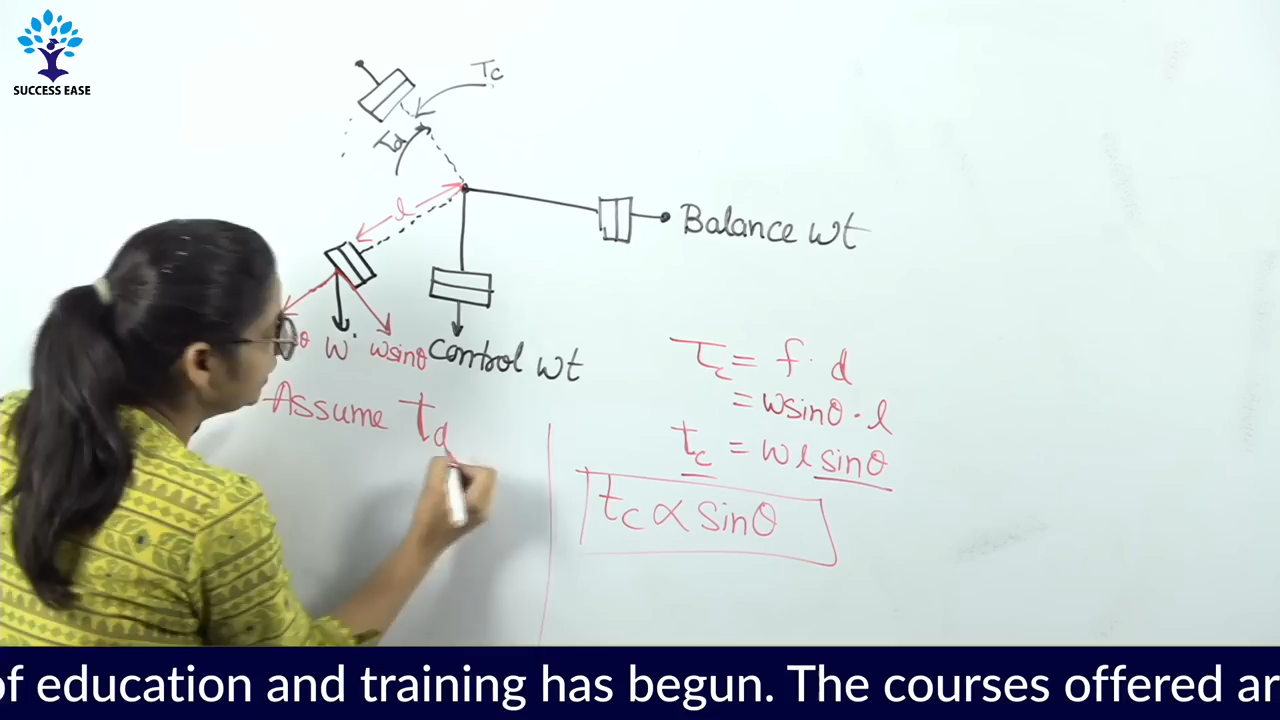 SUCCESS EASE
Tc
Td
l
Balance wt
θ W wsinθ Control wt
Assume Td
Tc = f · d
= wsinθ · l
tc = wl sinθ
tc ∝ sinθ
of education and training has begun. The courses offered ar